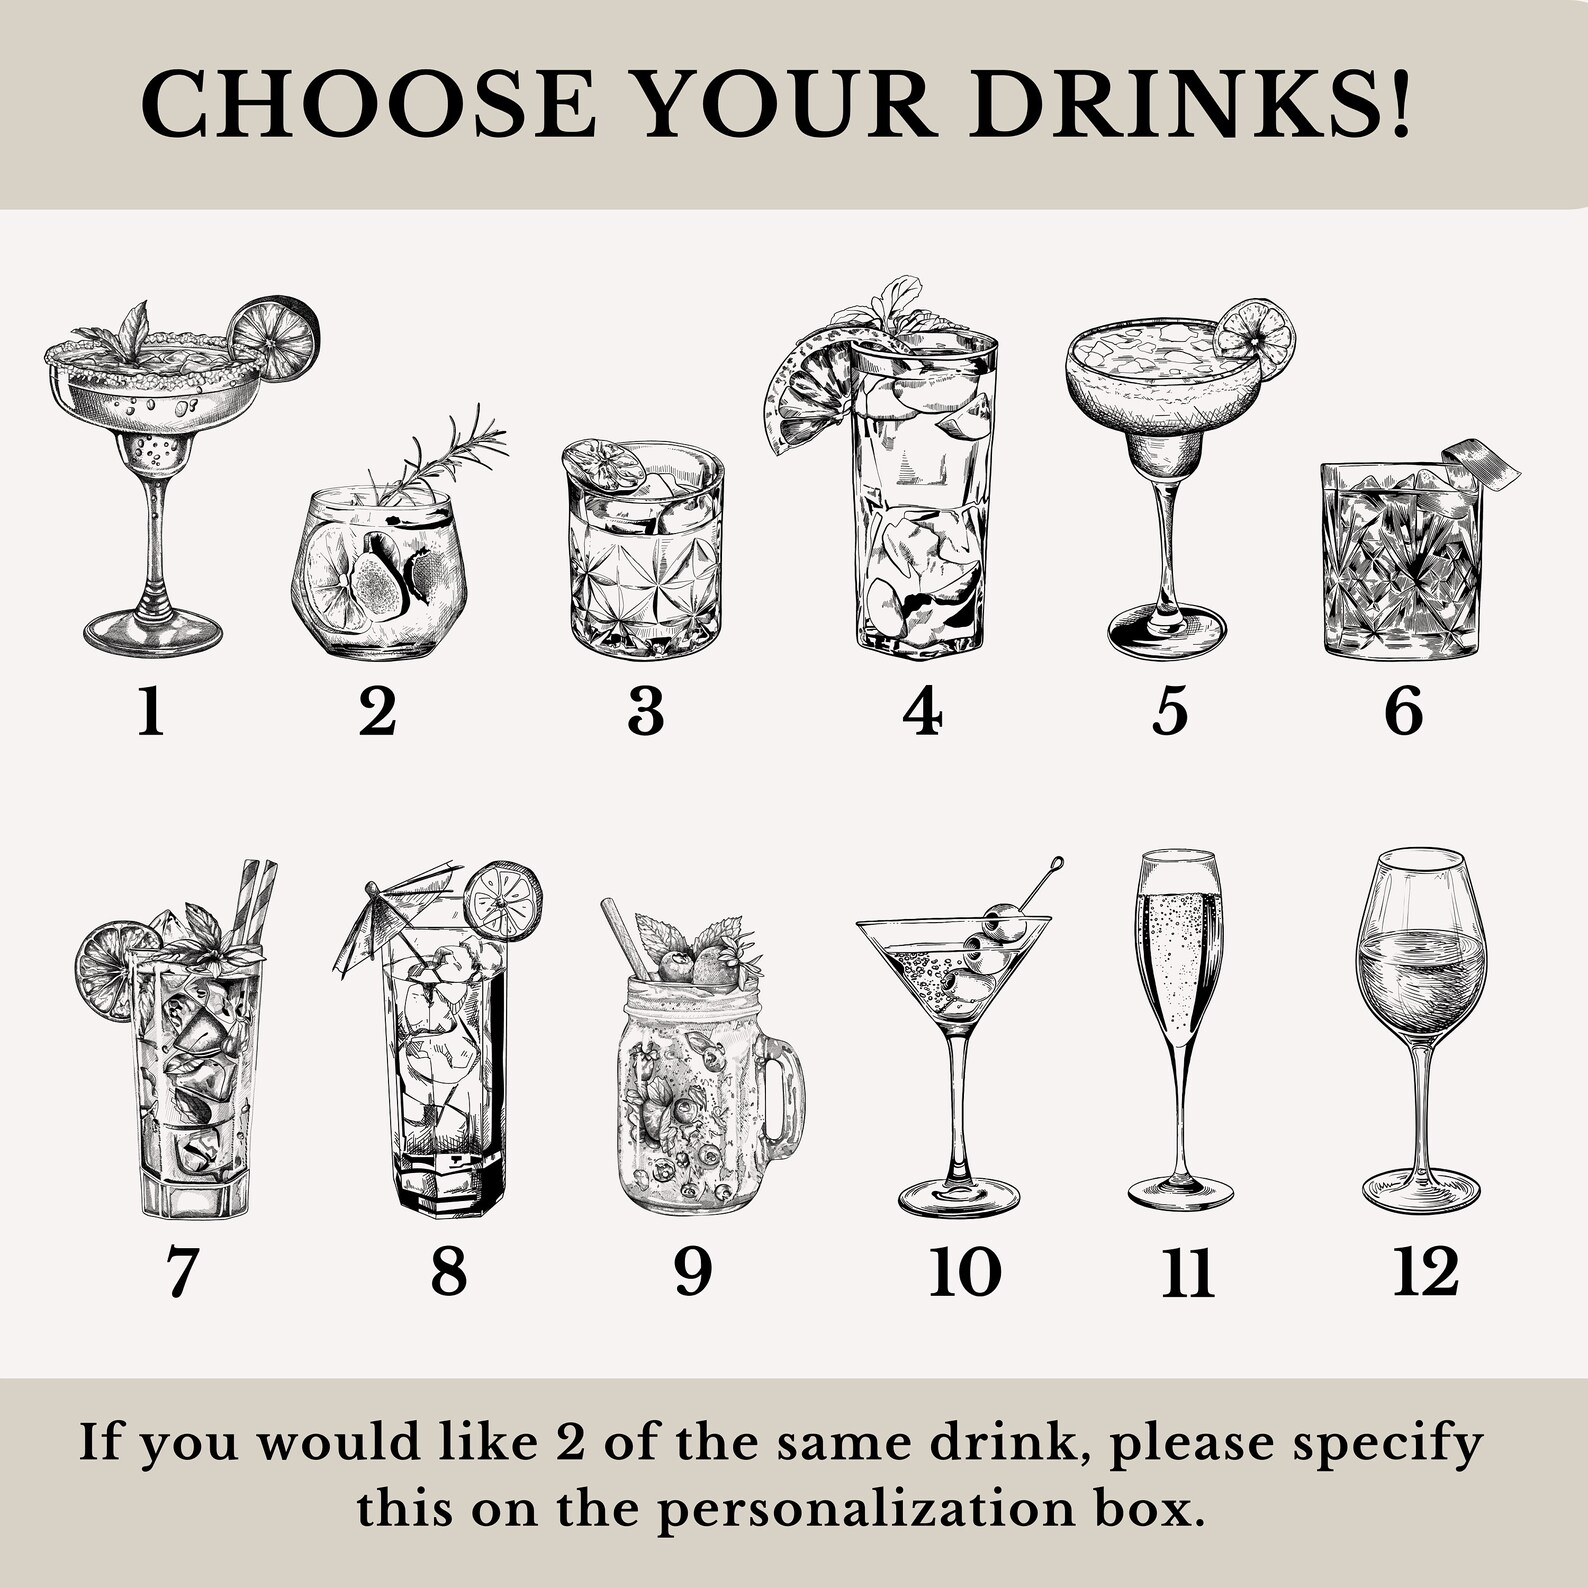 CHOOSE YOUR DRINKS!
1 2 3 4 5 6
7 8 9 10 11 12
If you would like 2 of the same drink, please specify
this on the personalization box.